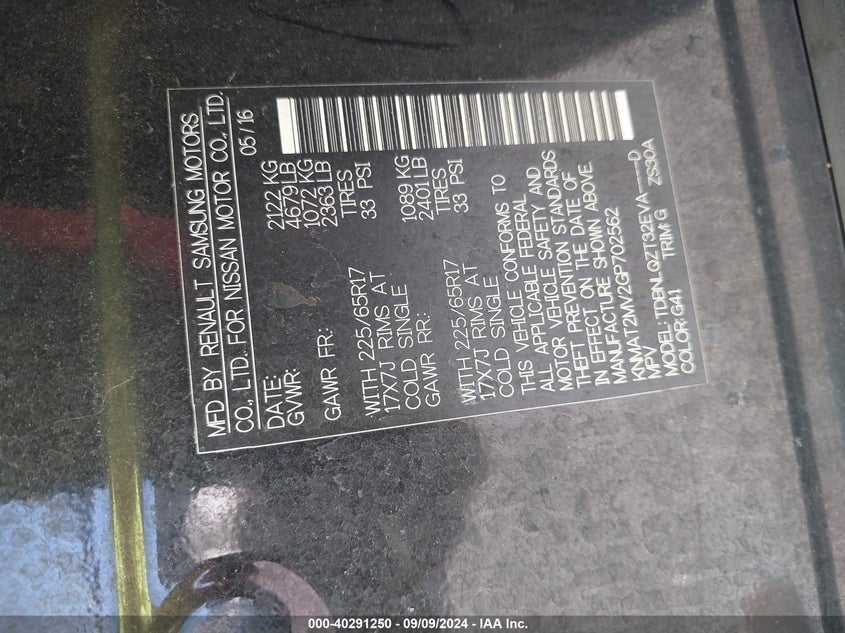 MFD BY RENAULT SAMSUNG MOTORS
CO., LTD. FOR NISSAN MOTOR CO., LTD.
DATE: 05/16
GVWR: 2122 KG
4679 LB
GAWR FR: 1072 KG
2363 LB
WITH 225/65R17 TIRES
17X7J RIMS AT 33 PSI
COLD SINGLE
GAWR RR: 1089 KG
2401 LB
WITH 225/65R17 TIRES
17X7J RIMS AT 33 PSI
COLD SINGLE
THIS VEHICLE CONFORMS TO
ALL APPLICABLE FEDERAL
MOTOR VEHICLE SAFETY AND
THEFT PREVENTION STANDARDS
IN EFFECT ON THE DATE OF
MANUFACTURE SHOWN ABOVE.
KNMAT2MV2GP702562
MPV
MODEL: TDBNLQZT32EVA----D
COLOR: G41 TRIM: G ZS30A
000-40291250 - 09/09/2024 - IAA Inc.